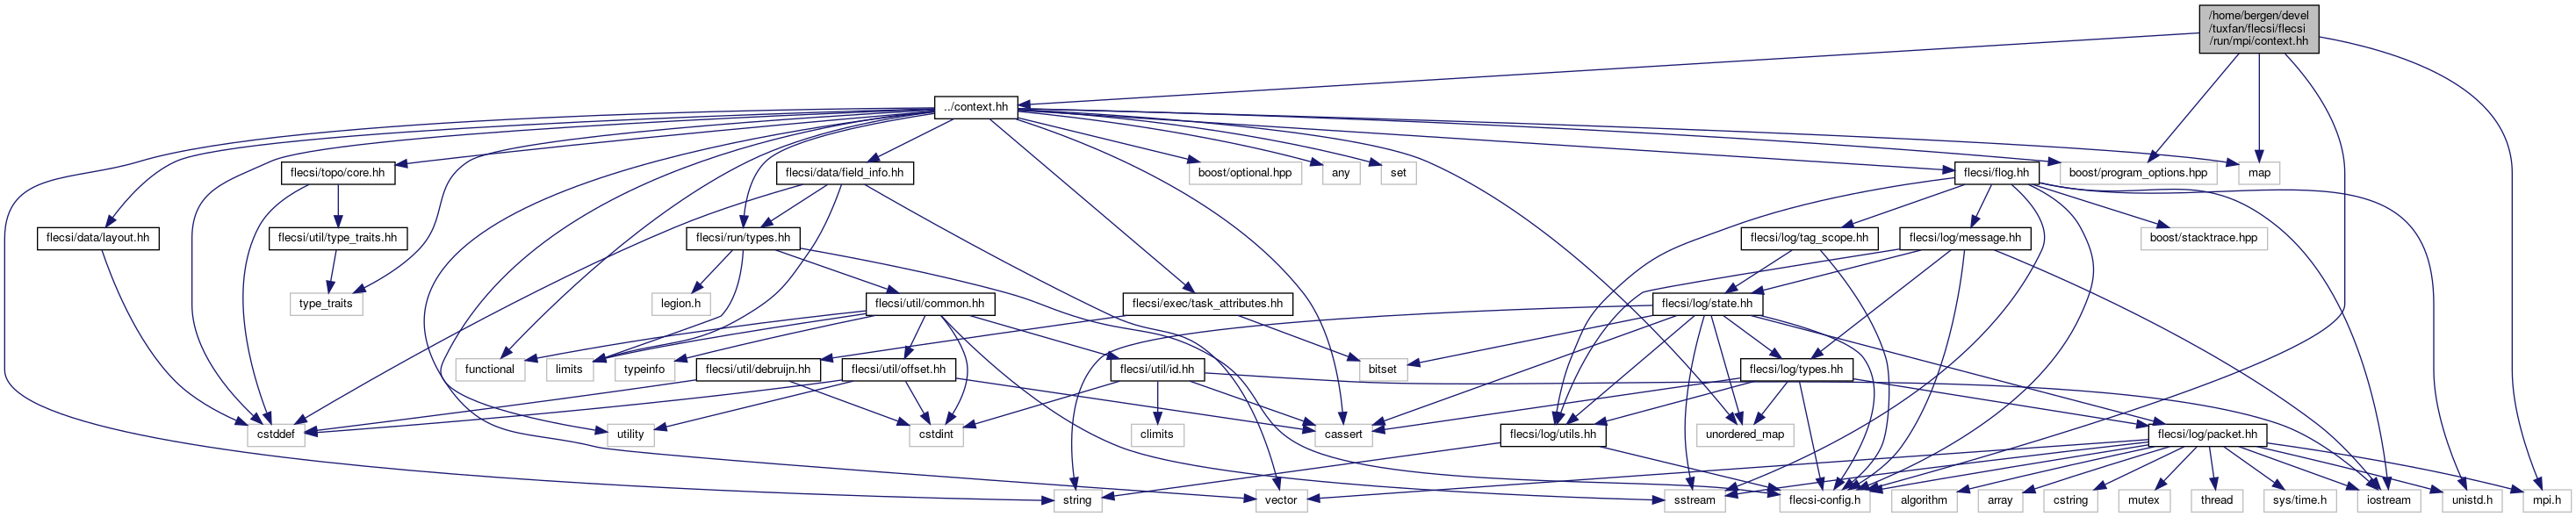 /home/bergen/devel
/tuxfan/flecsi/flecsi
/run/mpi/context.hh
../context.hh
flecsi/topo/core.hh
flecsi/data/field_info.hh
boost/optional.hpp
any
set
flecsi/flog.hh
boost/program_options.hpp
map
flecsi/data/layout.hh
flecsi/util/type_traits.hh
flecsi/run/types.hh
flecsi/log/tag_scope.hh
flecsi/log/message.hh
boost/stacktrace.hpp
type_traits
legion.h
flecsi/util/common.hh
flecsi/exec/task_attributes.hh
flecsi/log/state.hh
functional
limits
typeinfo
flecsi/util/debruijn.hh
flecsi/util/offset.hh
flecsi/util/id.hh
bitset
flecsi/log/types.hh
cstddef
utility
cstdint
climits
cassert
flecsi/log/utils.hh
unordered_map
flecsi/log/packet.hh
string
vector
sstream
flecsi-config.h
algorithm
array
cstring
mutex
thread
sys/time.h
iostream
unistd.h
mpi.h